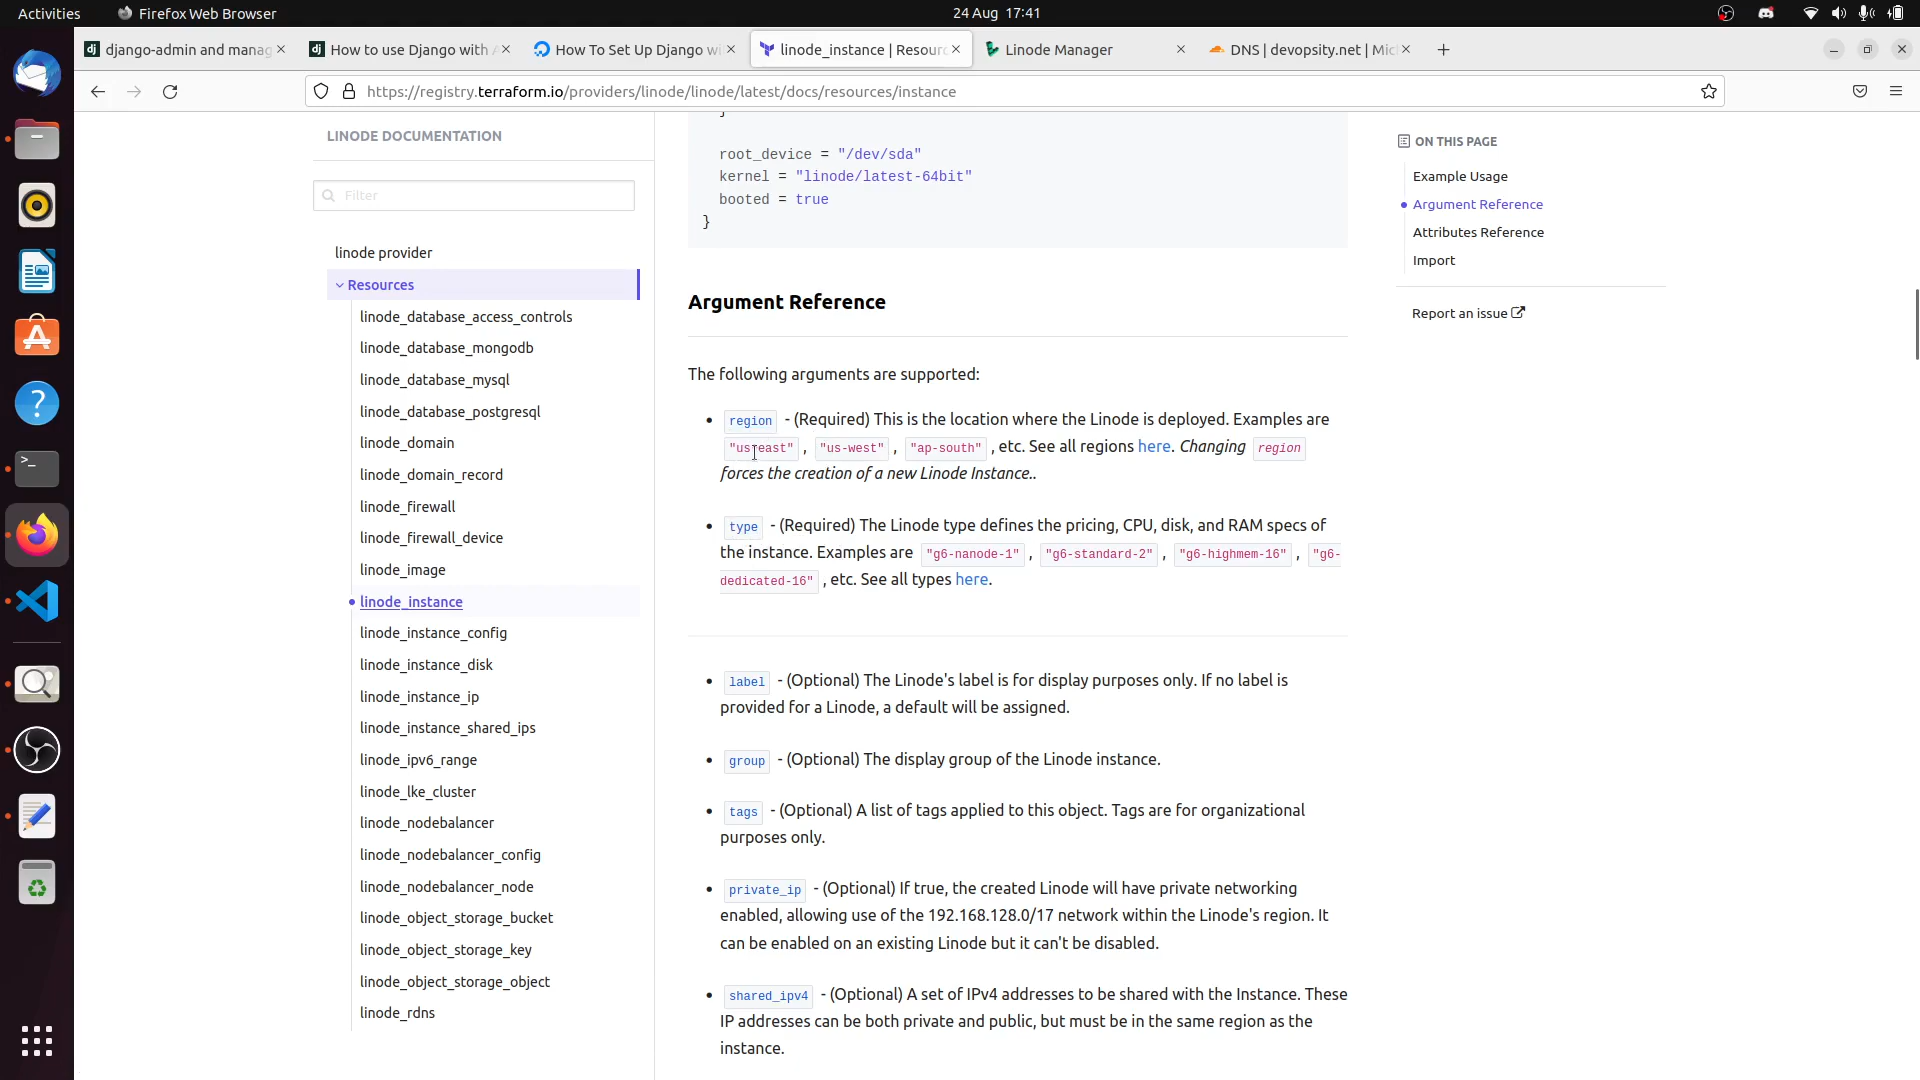 Activities
Firefox Web Browser
24 Aug 17:41
django-admin and manag
How to use Django with
How To Set Up Django wi
linode_instance | Resourc
Linode Manager
DNS | devopsity.net | Mic
https://registry.terraform.io/providers/linode/linode/latest/docs/resources/instance
LINODE DOCUMENTATION
Filter
linode provider
Resources
linode_database_access_controls
linode_database_mongodb
linode_database_mysql
linode_database_postgresql
linode_domain
linode_domain_record
linode_firewall
linode_firewall_device
linode_image
linode_instance
linode_instance_config
linode_instance_disk
linode_instance_ip
linode_instance_shared_ips
linode_ipv6_range
linode_lke_cluster
linode_nodebalancer
linode_nodebalancer_config
linode_nodebalancer_node
linode_object_storage_bucket
linode_object_storage_key
linode_object_storage_object
linode_rdns
}
root_device = "/dev/sda"
kernel = "linode/latest-64bit"
booted = true
}
Argument Reference
The following arguments are supported:
• region - (Required) This is the location where the Linode is deployed. Examples are
"us-east" , "us-west" , "ap-south" , etc. See all regions here. Changing region
forces the creation of a new Linode Instance..
• type - (Required) The Linode type defines the pricing, CPU, disk, and RAM specs of
the instance. Examples are "g6-nanode-1" , "g6-standard-2" , "g6-highmem-16" , "g6-
dedicated-16" , etc. See all types here.
• label - (Optional) The Linode's label is for display purposes only. If no label is
provided for a Linode, a default will be assigned.
• group - (Optional) The display group of the Linode instance.
• tags - (Optional) A list of tags applied to this object. Tags are for organizational
purposes only.
• private_ip - (Optional) If true, the created Linode will have private networking
enabled, allowing use of the 192.168.128.0/17 network within the Linode's region. It
can be enabled on an existing Linode but it can't be disabled.
• shared_ipv4 - (Optional) A set of IPv4 addresses to be shared with the Instance. These
IP addresses can be both private and public, but must be in the same region as the
instance.
ON THIS PAGE
Example Usage
Argument Reference
Attributes Reference
Import
Report an issue